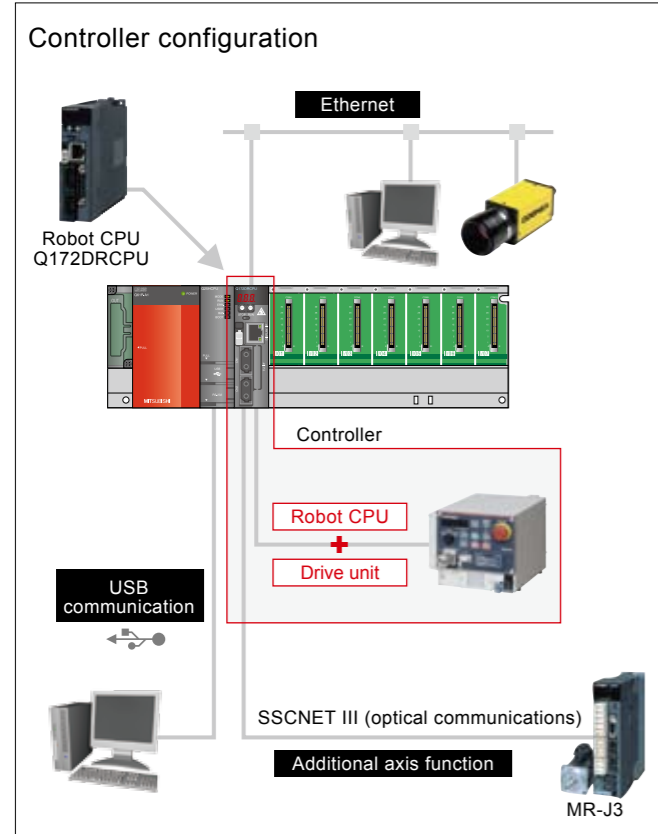 Controller configuration
Ethernet
Robot CPU
Q172DRCPU
MITSUBISHI
Controller
Robot CPU
Drive unit
USB
communication
SSCNET III (optical communications)
Additional axis function
MR-J3